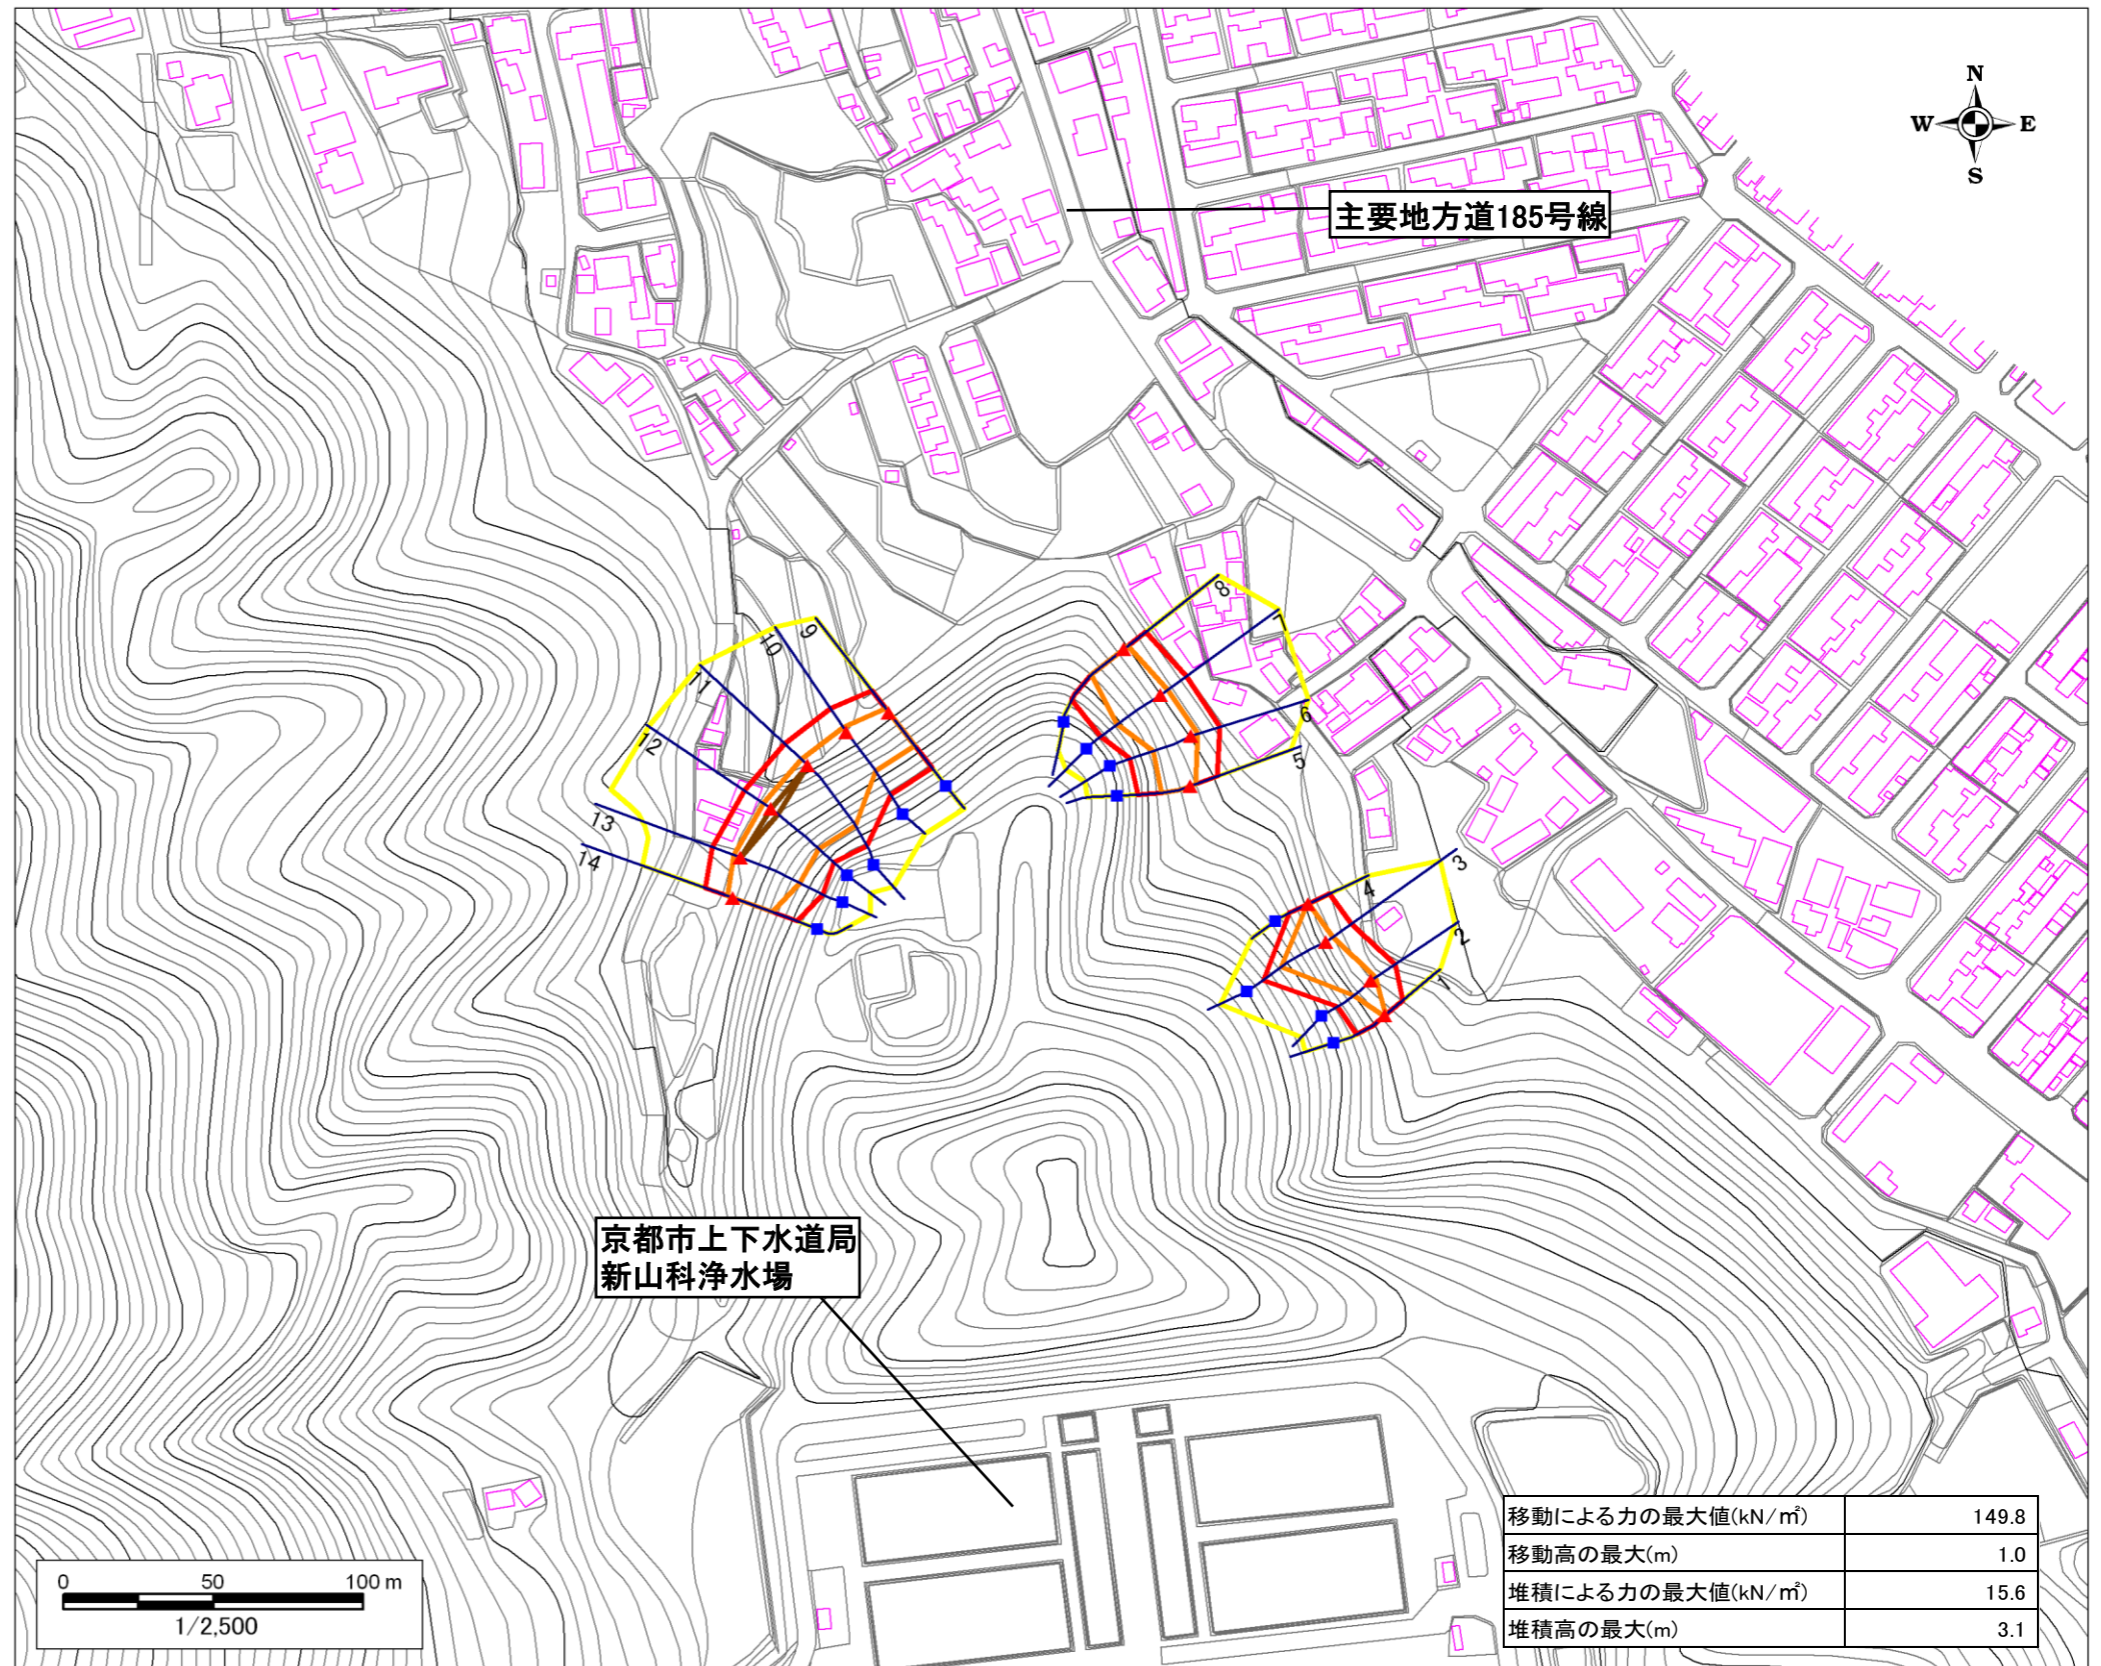 N
W E
S
主要地方道185号線
8
7
6
5
9
10
11
12
13
14
3
4
2
1
京都市上下水道局
新山科浄水場
移動による力の最大値(kN/㎡) 149.8
移動高の最大(m) 1.0
堆積による力の最大値(kN/㎡) 15.6
堆積高の最大(m) 3.1
0 50 100 m
1/2,500